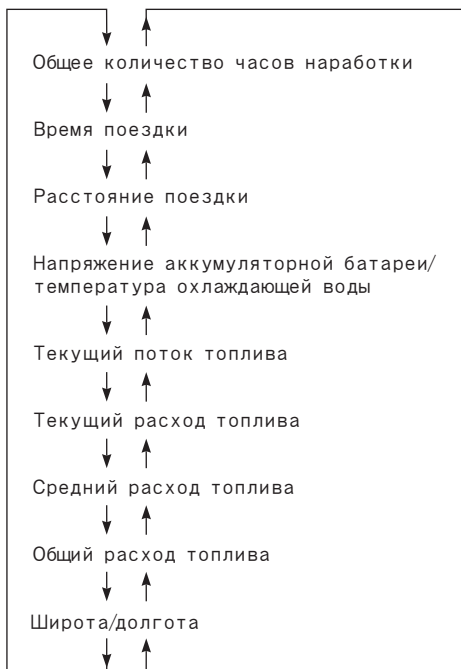 Общее количество часов наработки
Время поездки
Расстояние поездки
Напряжение аккумуляторной батареи/
температура охлаждающей воды
Текущий поток топлива
Текущий расход топлива
Средний расход топлива
Общий расход топлива
Широта/долгота